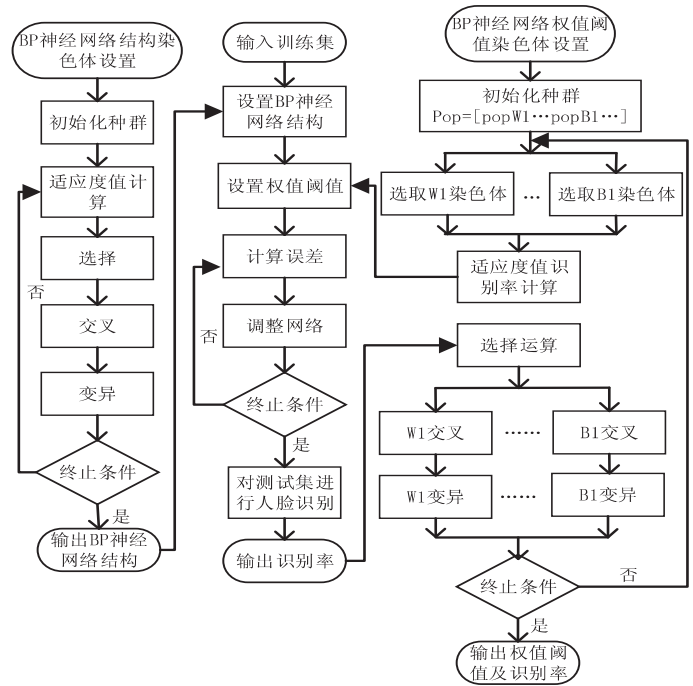 BP神经网络结构染
色体设置
初始化种群
适应度值计
算
选择
否
交叉
变异
终止条件
是
输出BP神经
网络结构
输入训练集
设置BP神经
网络结构
设置权值阈值
计算误差
否
调整网络
终止条件
是
对测试集进
行人脸识别
输出识别率
BP神经网络权值阈
值染色体设置
初始化种群
Pop=[popW1…popB1…]
选取W1染色体
…
选取B1染色体
适应度值识
别率计算
选择运算
W1交叉
……
B1交叉
W1变异
……
B1变异
终止条件
否
是
输出权值阈
值及识别率